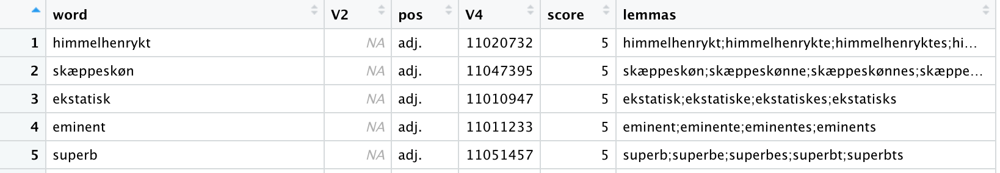 word V2 pos V4 score lemmas
1 himmelhenrykt NA adj. 11020732 5 himmelhenrykt;himmelhenrykte;himmelhenryktes;hi...
2 skæppeskøn NA adj. 11047395 5 skæppeskøn;skæppeskønne;skæppeskønnes;skæppe...
3 ekstatisk NA adj. 11010947 5 ekstatisk;ekstatiske;ekstatiskes;ekstatisks
4 eminent NA adj. 11011233 5 eminent;eminente;eminentes;eminents
5 superb NA adj. 11051457 5 superb;superbe;superbes;superbt;superbts